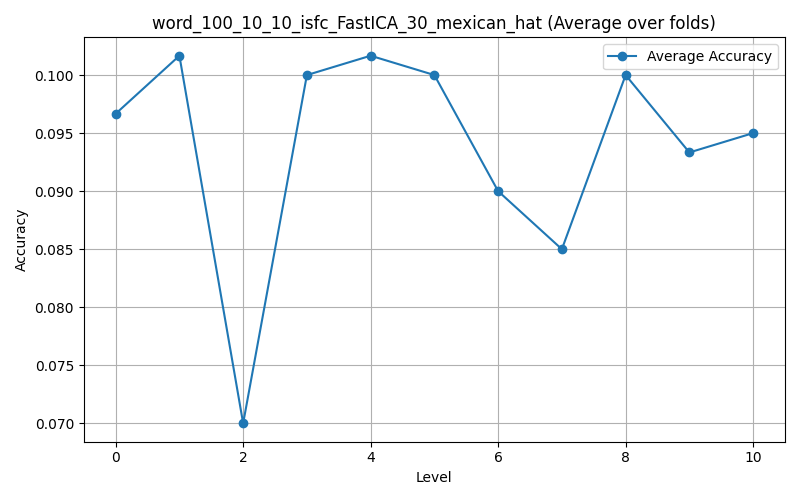 word_100_10_10_isfc_FastICA_30_mexican_hat (Average over folds)
Average Accuracy
0.100
0.095
0.090
0.085
0.080
0.075
0.070
Accuracy
0 2 4 6 8 10
Level